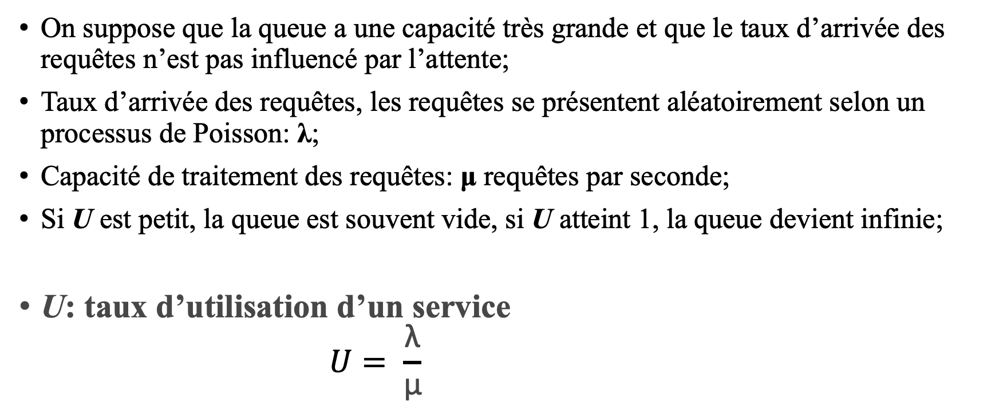 • On suppose que la queue a une capacité très grande et que le taux d’arrivée des
requêtes n’est pas influencé par l’attente;
• Taux d’arrivée des requêtes, les requêtes se présentent aléatoirement selon un
processus de Poisson: λ;
• Capacité de traitement des requêtes: μ requêtes par seconde;
• Si U est petit, la queue est souvent vide, si U atteint 1, la queue devient infinie;
• U: taux d’utilisation d’un service
U = λ/μ